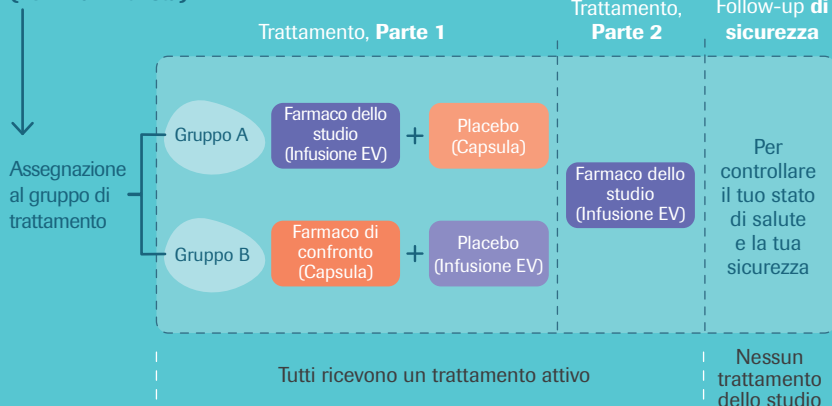 Trattamento, Parte 1
Trattamento,
Parte 2
Follow-up di
sicurezza
Assegnazione
al gruppo di
trattamento
Gruppo A
Farmaco dello
studio
(Infusione EV)
+
Placebo
(Capsula)
Gruppo B
Farmaco di
confronto
(Capsula)
+
Placebo
(Infusione EV)
Farmaco dello
studio
(Infusione EV)
Per
controllare
il tuo stato
di salute
e la tua
sicurezza
Tutti ricevono un trattamento attivo
Nessun
trattamento
dello studio